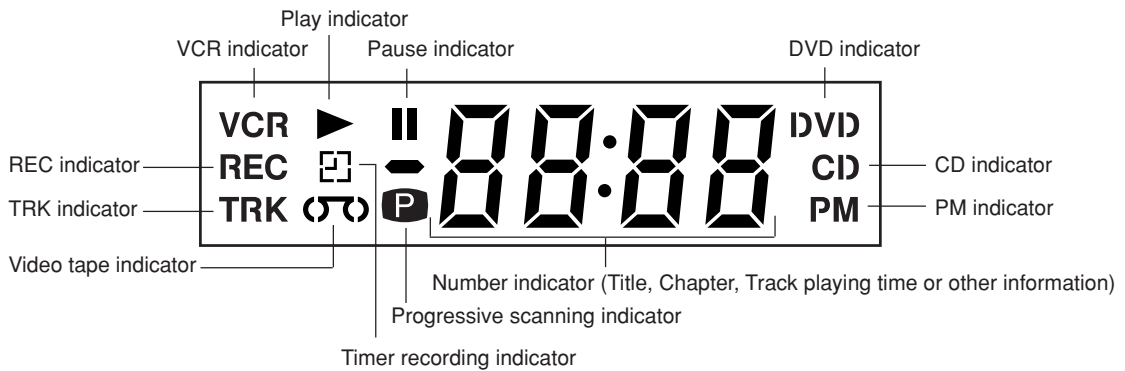 Play indicator
VCR indicator
Pause indicator
DVD indicator
VCR
88:88
DVD
REC indicator
REC
CD
CD indicator
TRK indicator
TRK
P
PM
PM indicator
Video tape indicator
Number indicator (Title, Chapter, Track playing time or other information)
Progressive scanning indicator
Timer recording indicator